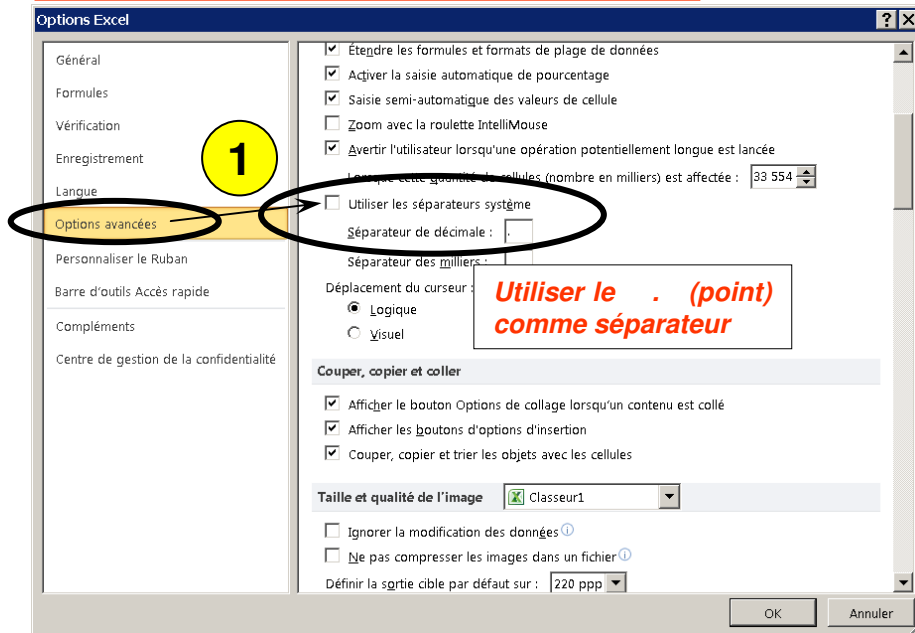 Options Excel
Général
Formules
Vérification
Enregistrement
Langue
Options avancées
Personnaliser le Ruban
Barre d'outils Accès rapide
Compléments
Centre de gestion de la confidentialité
1
Étendre les formules et formats de plage de données
Activer la saisie automatique de pourcentage
Saisie semi-automatique des valeurs de cellule
Zoom avec la roulette IntelliMouse
Avertir l'utilisateur lorsqu'une opération potentiellement longue est lancée
Lorsque cette quantité de cellules (nombre en milliers) est affectée : 33 554
Utiliser les séparateurs système
Séparateur de décimale : .
Séparateur des milliers :
Déplacement du curseur :
Logique
Visuel
Utiliser le . (point)
comme séparateur
Couper, copier et coller
Afficher le bouton Options de collage lorsqu'un contenu est collé
Afficher les boutons d'options d'insertion
Couper, copier et trier les objets avec les cellules
Taille et qualité de l'image Classeur1
Ignorer la modification des données
Ne pas compresser les images dans un fichier
Définir la sortie cible par défaut sur : 220 ppp
OK Annuler